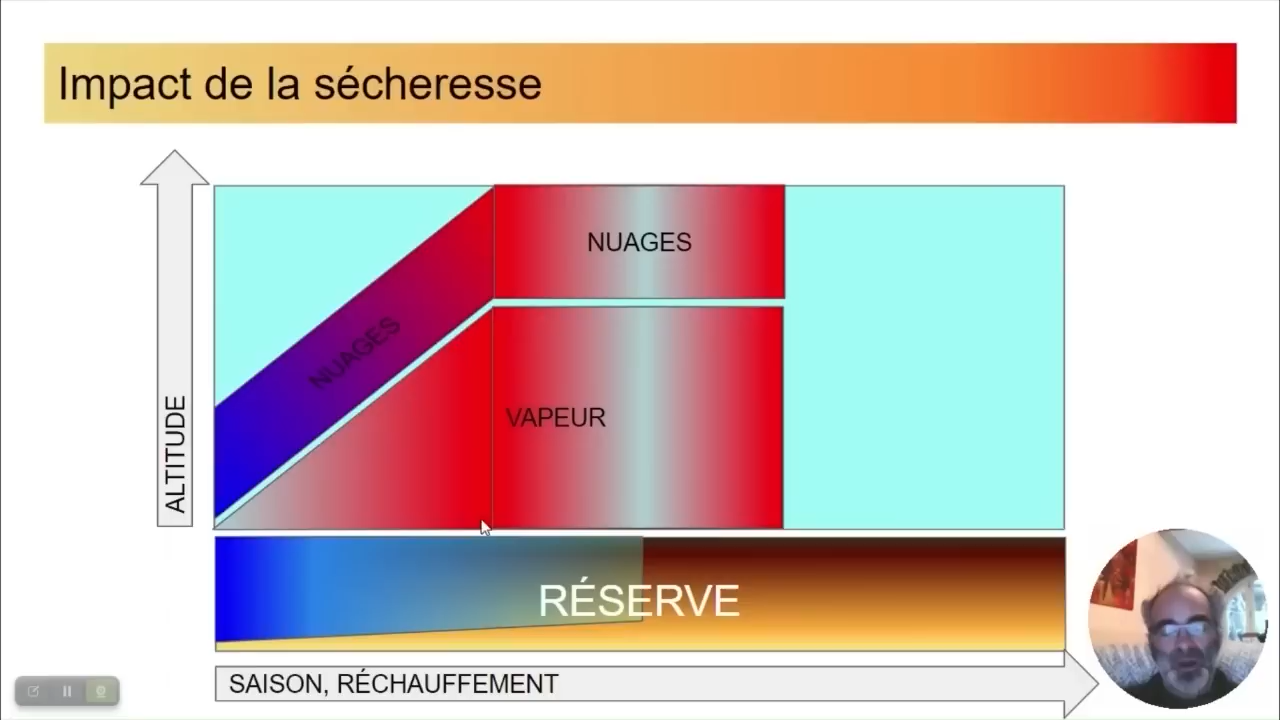 Impact de la sécheresse
NUAGES
NUAGES
VAPEUR
ALTITUDE
RÉSERVE
SAISON, RÉCHAUFFEMENT